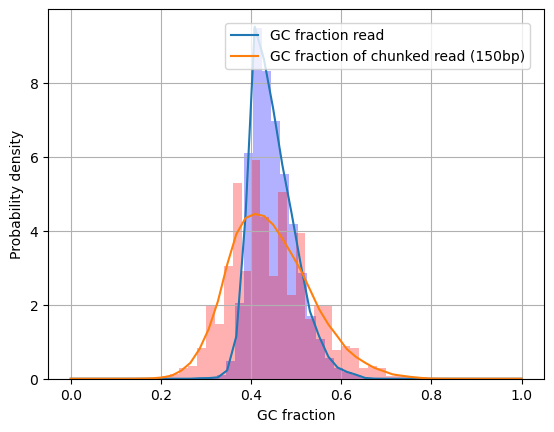 GC fraction read
GC fraction of chunked read (150bp)
Probability density
8
6
4
2
0
0.0 0.2 0.4 0.6 0.8 1.0
GC fraction